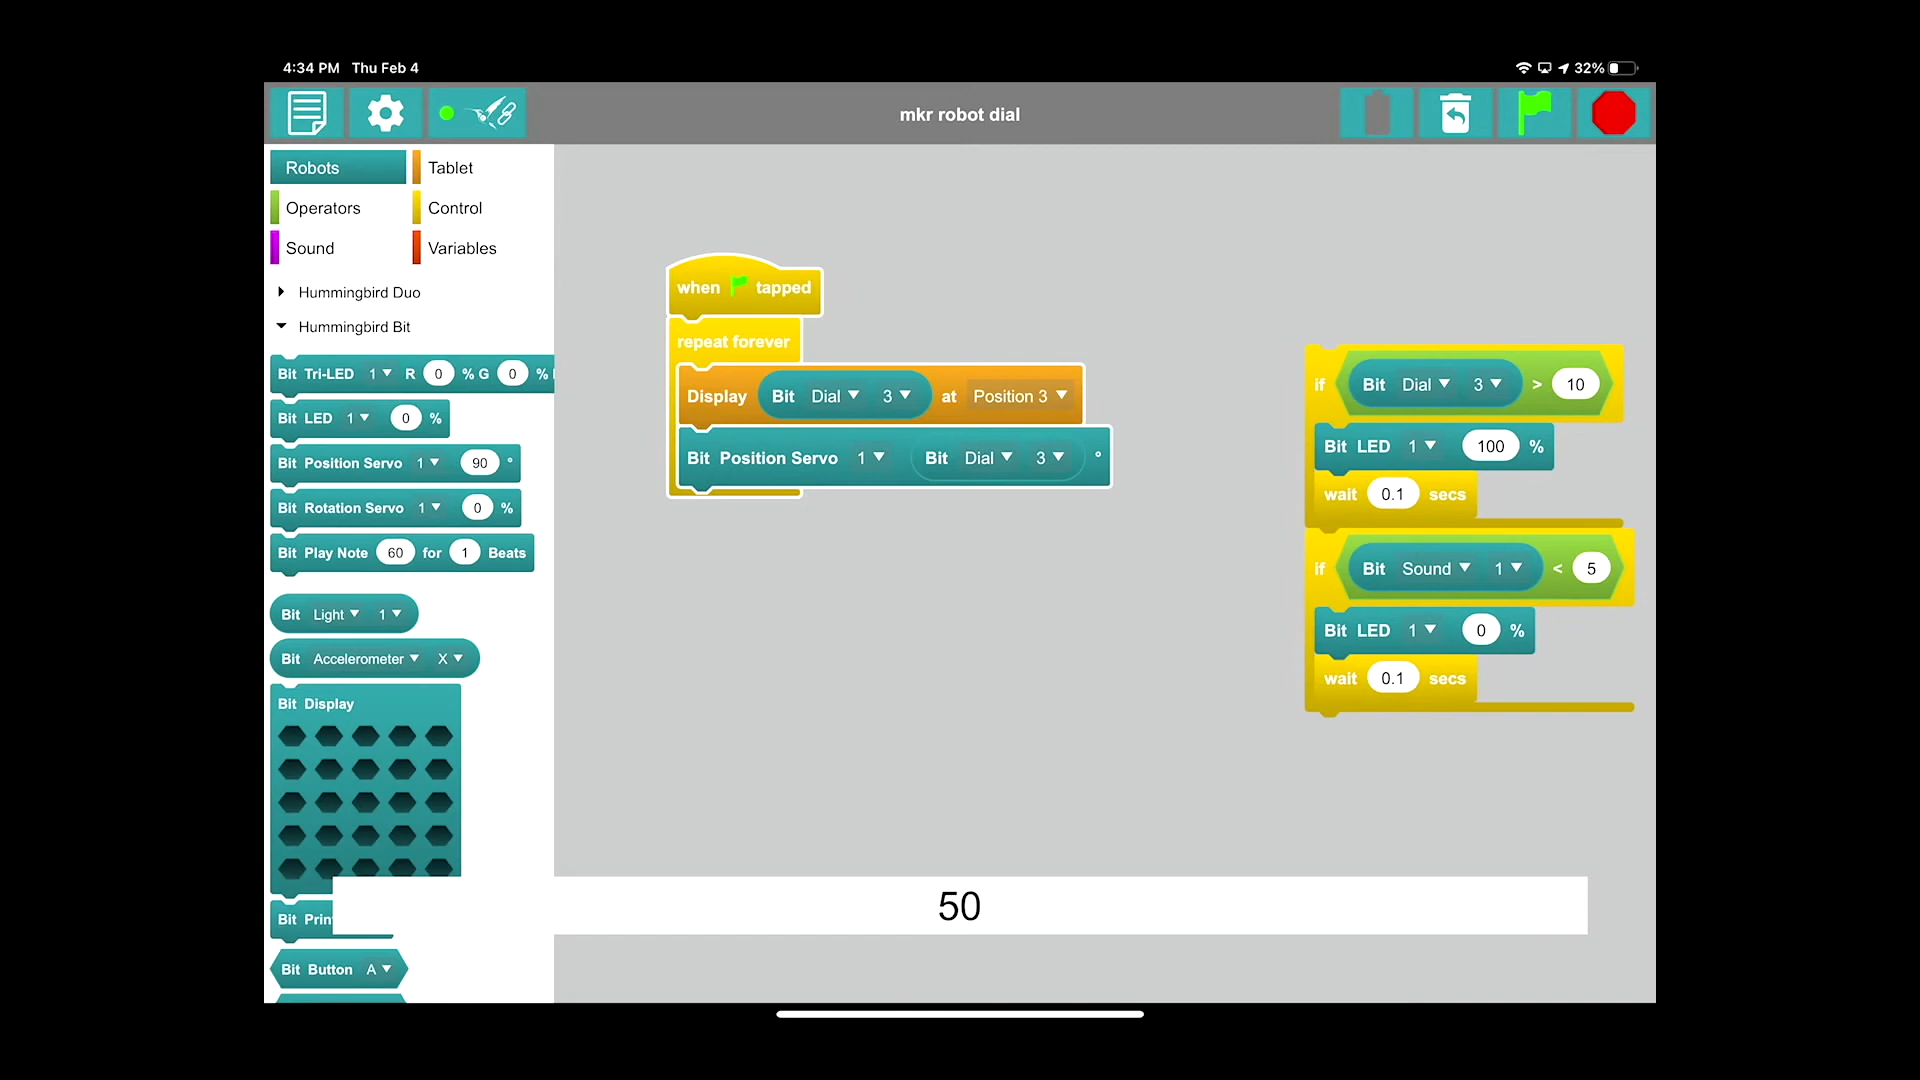 4:34 PM Thu Feb 4
32%
mkr robot dial
Robots
Tablet
Operators
Control
Sound
Variables
Hummingbird Duo
Hummingbird Bit
Bit Tri-LED 1 R 0 % G 0 %
Bit LED 1 0 %
Bit Position Servo 1 90 °
Bit Rotation Servo 1 0 %
Bit Play Note 60 for 1 Beats
Bit Light 1
Bit Accelerometer X
Bit Display
Bit Prin
Bit Button A
when tapped
repeat forever
Display Bit Dial 3 at Position 3
Bit Position Servo 1 Bit Dial 3 °
if Bit Dial 3 > 10
Bit LED 1 100 %
wait 0.1 secs
if Bit Sound 1 < 5
Bit LED 1 0 %
wait 0.1 secs
50